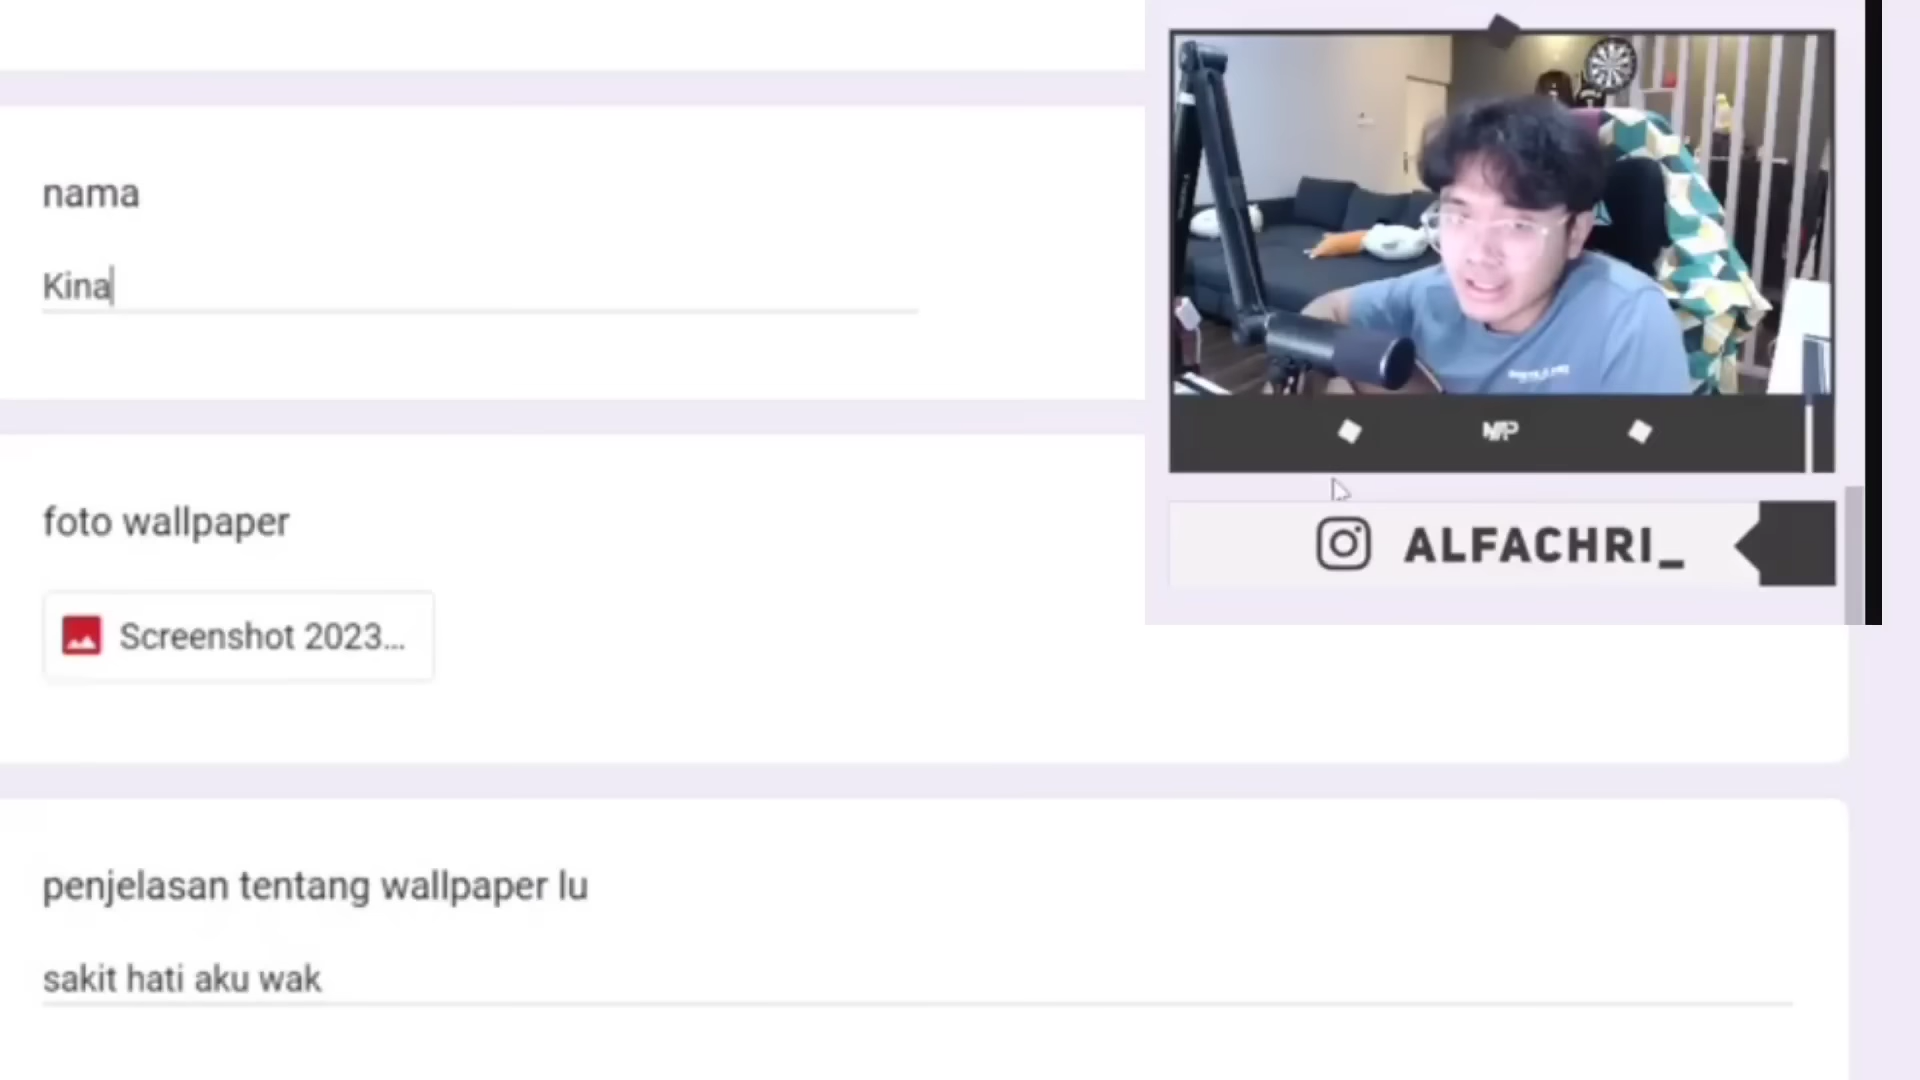 nama
Kina
foto wallpaper
Screenshot 2023...
penjelasan tentang wallpaper lu
sakit hati aku wak
ALFACHRI_